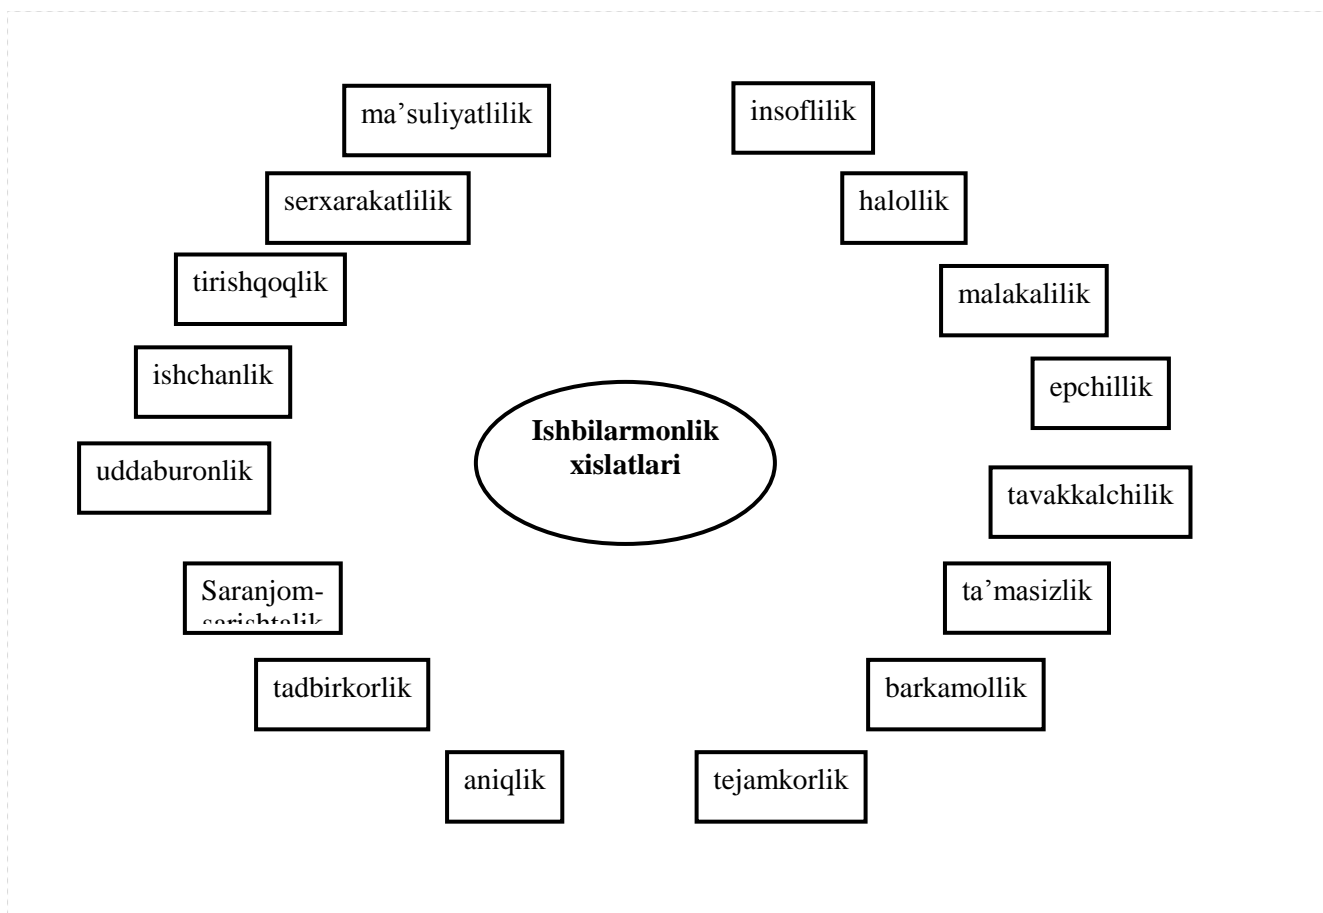 ma’suliyatlilik
insoflilik
serxarakatlilik
halollik
tirishqoqlik
malakalilik
ishchanlik
epchillik
Ishbilarmonlik
xislatlari
uddaburonlik
tavakkalchilik
Saranjom-
sarishtalik
ta’masizlik
tadbirkorlik
barkamollik
aniqlik
tejamkorlik